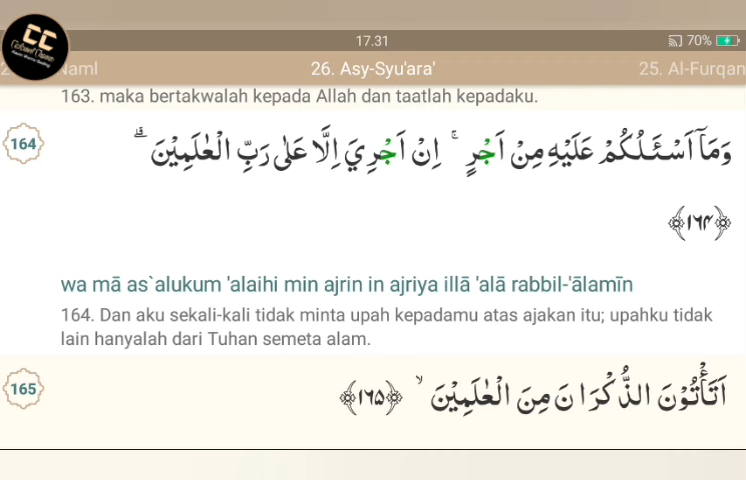 CC
17.31 70%
Naml 26. Asy-Syu'ara' 25. Al-Furqan
163. maka bertakwalah kepada Allah dan taatlah kepadaku.
164 وَمَآ اَسْـَٔلُكُمْ عَلَيْهِ مِنْ اَجْرٍ ۚ اِنْ اَجْرِيَ اِلَّا عَلٰى رَبِّ الْعٰلَمِيْنَ ۗ
﴿١٦٤﴾
wa mā as`alukum 'alaihi min ajrin in ajriya illā 'alā rabbil-'ālamīn
164. Dan aku sekali-kali tidak minta upah kepadamu atas ajakan itu; upahku tidak
lain hanyalah dari Tuhan semeta alam.
165 اَتَأْتُوْنَ الذُّكْرَانَ مِنَ الْعٰلَمِيْنَ ۙ ﴿١٦٥﴾